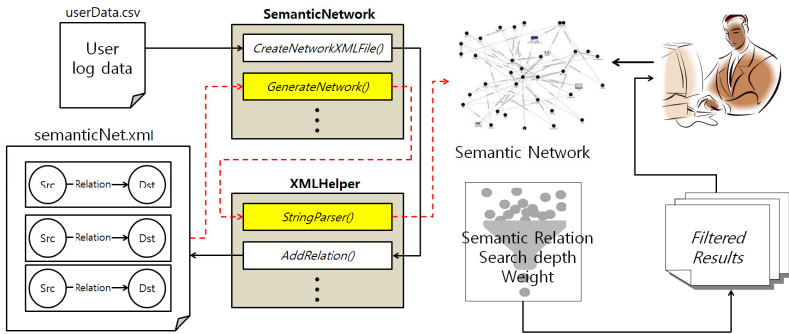 userData.csv
User
log data
SemanticNetwork
CreateNetworkXMLFile()
GenerateNetwork()
semanticNet.xml
Src
Relation
Dst
Src
Relation
Dst
Src
Relation
Dst
XMLHelper
StringParser()
AddRelation()
Semantic Network
Semantic Relation
Search depth
Weight
Filtered
Results